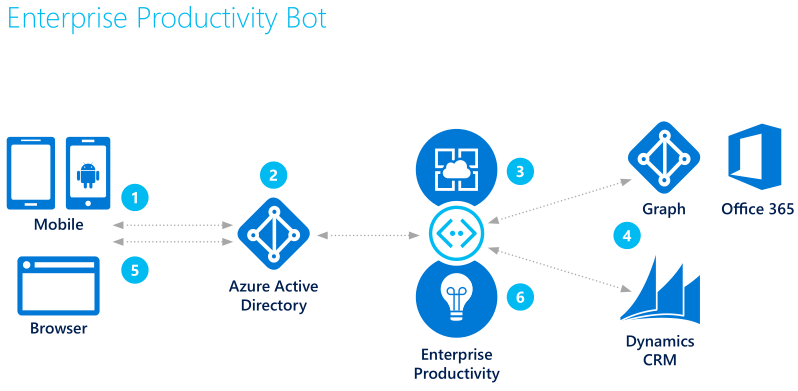 Enterprise Productivity Bot
1
2
3
Mobile
Graph
Office 365
4
5
Azure Active
Directory
6
Browser
Dynamics
CRM
Enterprise
Productivity